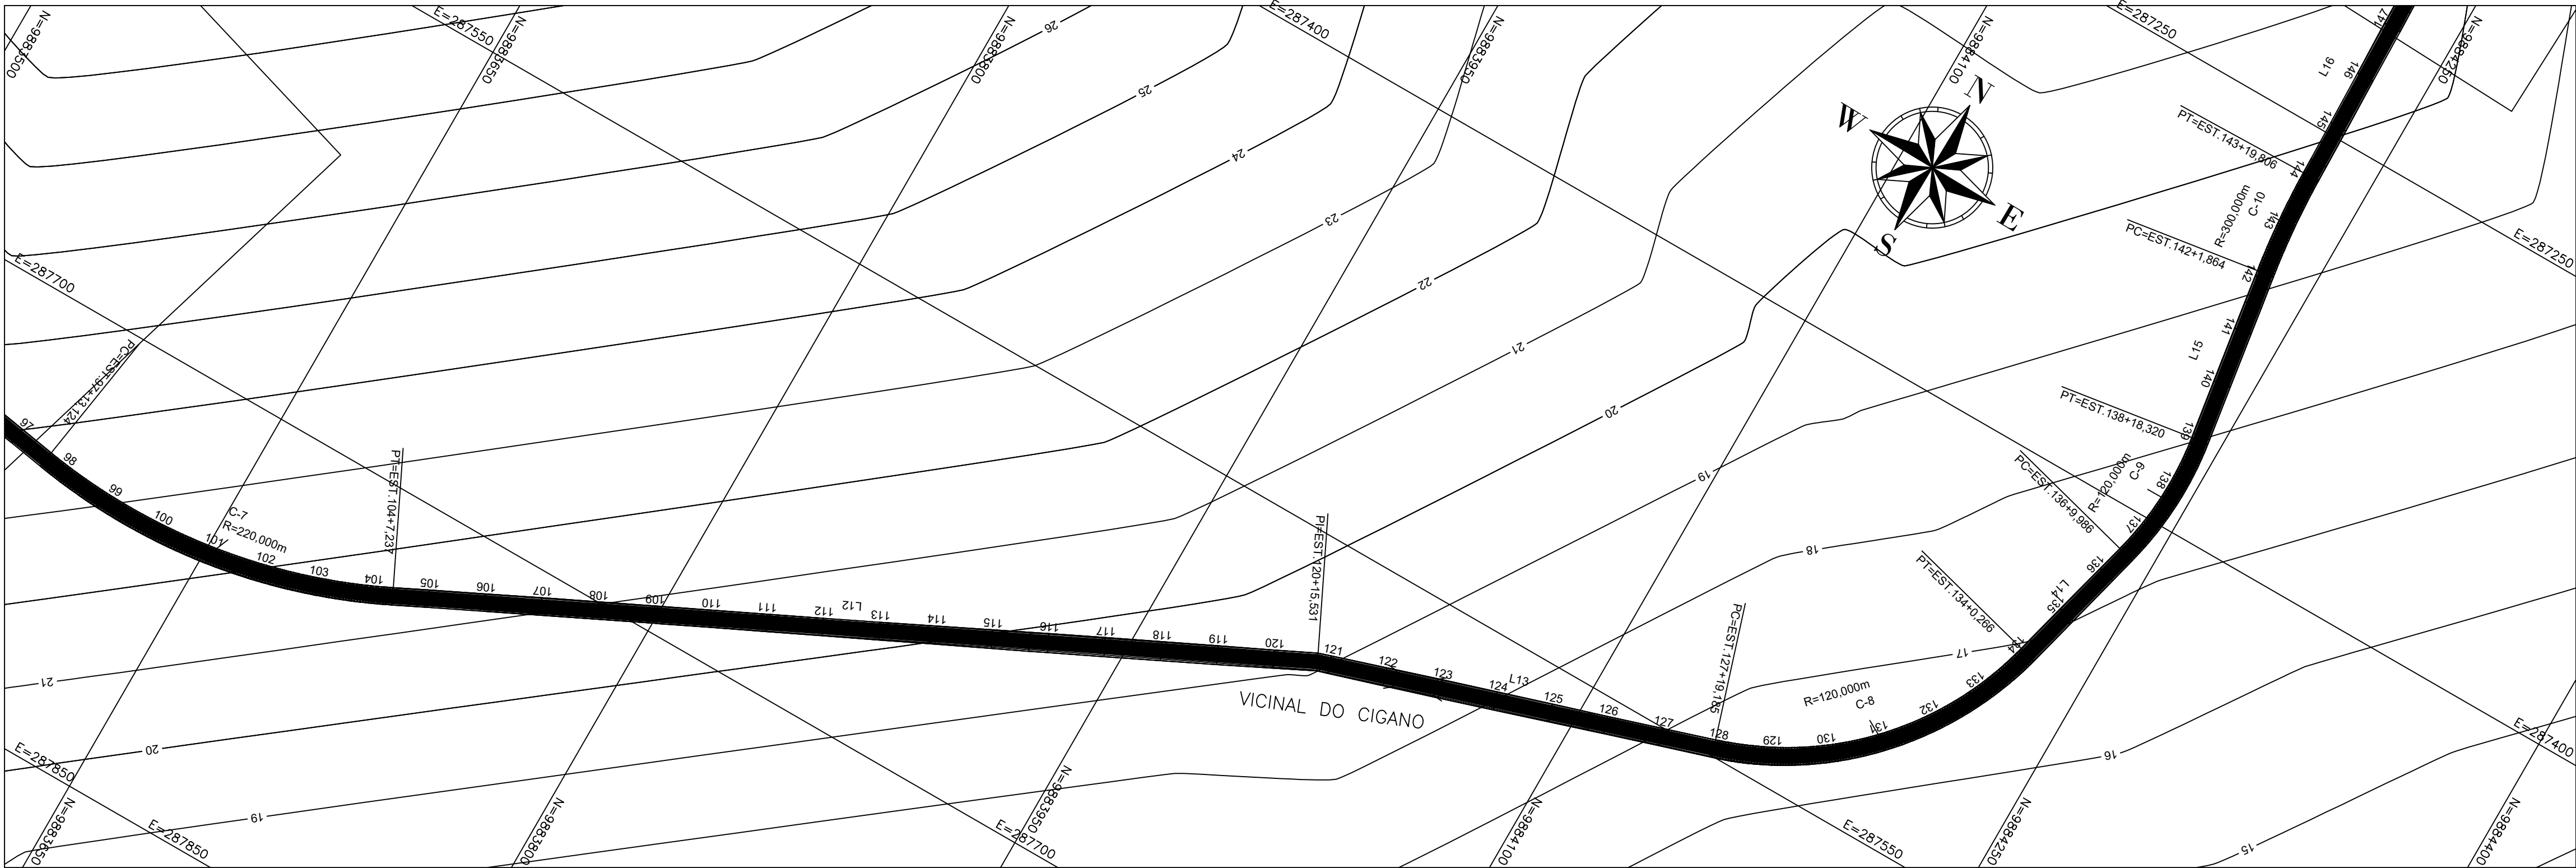 N=9883500
E=287550
N=9883650
N=9883800
26
E=287400
N=9883950
N=9884100
E=287250
147
N=9884250
L16
146
25
N
W
E
S
145
PT=EST.143+19,806
144
24
R=300,000m
C-10
143
23
PC=EST.142+1,864
142
E=287250
E=287700
22
141
L15
21
140
PC=EST.97+13,124
20
PT=EST.138+18,320
139
97
98
99
100
C-7
R=220,000m
101
102
103
PT=EST.104+7,237
104
105
106
107
108
109
110
111
112
L12
113
114
115
116
117
118
119
120
PI=EST.120+15,531
121
122
123
L13
124
125
126
127
PC=EST.127+19,185
128
129
130
131
R=120,000m
C-8
132
133
134
PT=EST.134+0,266
L14
135
136
PC=EST.136+9,986
137
R=120,000m
C-9
138
19
18
17
16
15
21
20
19
VICINAL DO CIGANO
E=287850
N=9883650
E=287850
N=9883800
E=287700
N=9883950
N=9884100
E=287550
N=9884250
N=9884400
E=287400